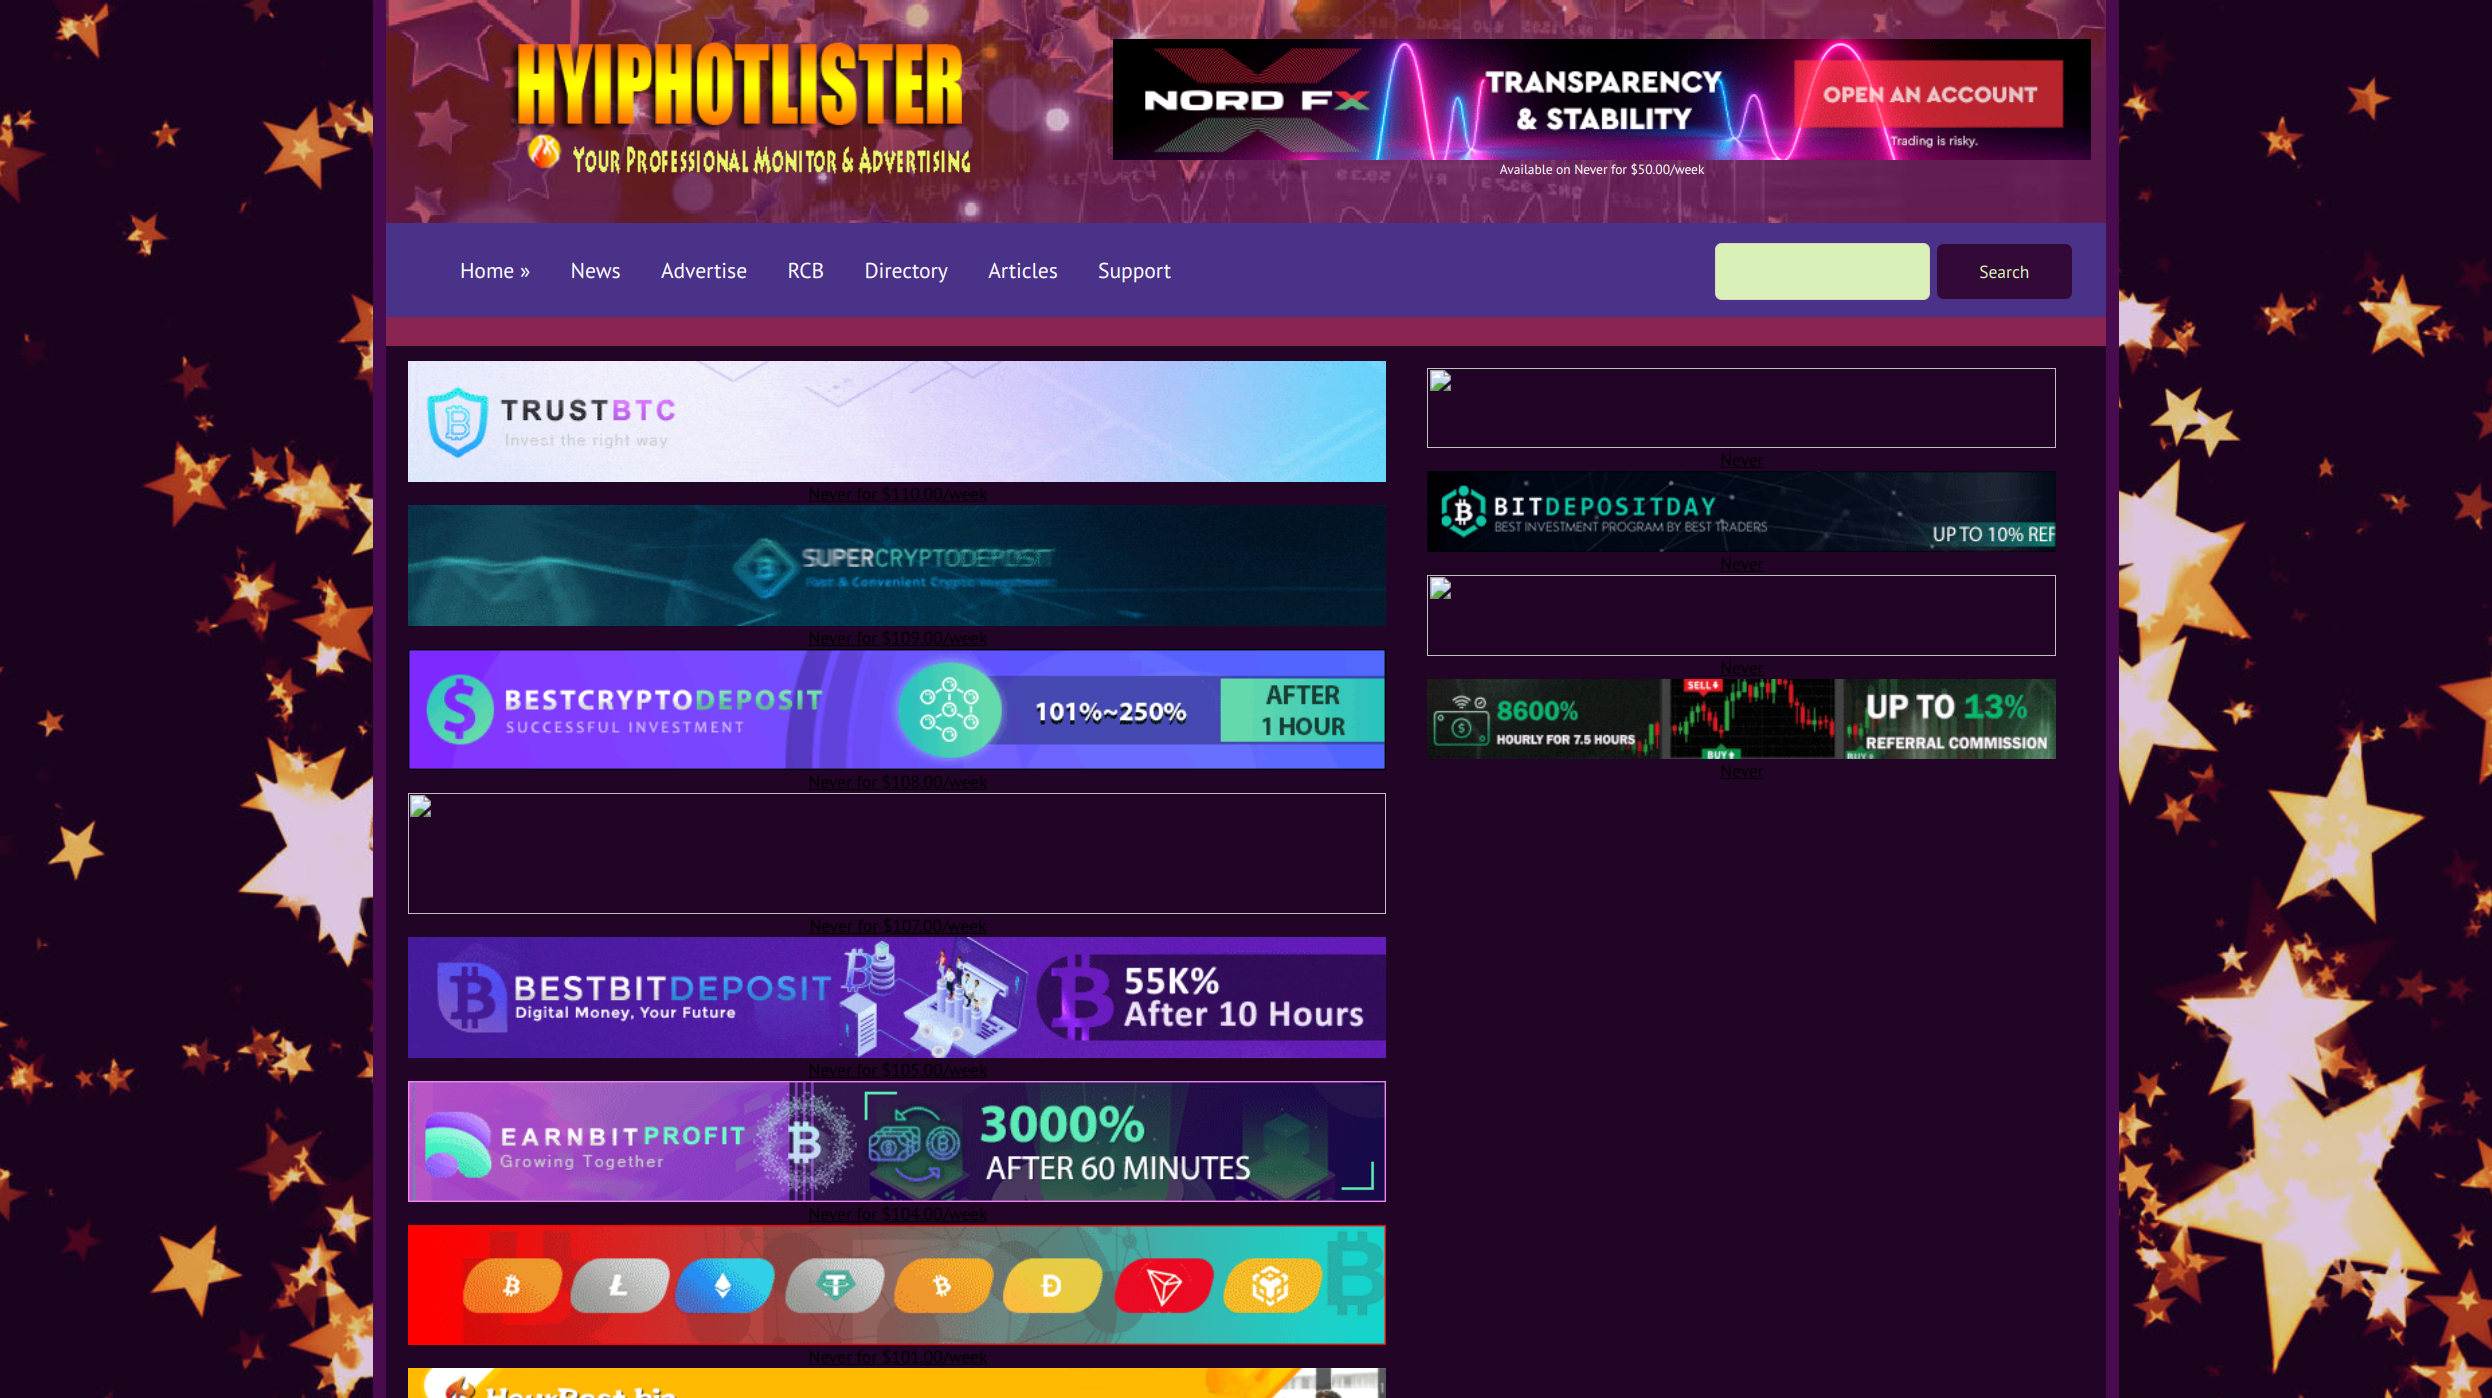 HYIPHOTLISTER
YOUR PROFESSIONAL MONITOR & ADVERTISING
NORD FX
TRANSPARENCY
& STABILITY
OPEN AN ACCOUNT
Trading is risky.
Available on Never for $50.00/week
Home » News Advertise RCB Directory Articles Support
Search
TRUSTBTC
Invest the right way
Never for $110.00/week
SUPERCRYPTODEPOSIT
Fast & Convenient Crypto Investment
Never for $109.00/week
BESTCRYPTODEPOSIT
SUCCESSFUL INVESTMENT
101%~250%
AFTER
1 HOUR
Never for $108.00/week
Never for $107.00/week
BESTBITDEPOSIT
Digital Money, Your Future
55K%
After 10 Hours
Never for $105.00/week
EARNBITPROFIT
Growing Together
3000%
AFTER 60 MINUTES
Never for $104.00/week
Never for $101.00/week
Never
BITDEPOSITDAY
BEST INVESTMENT PROGRAM BY BEST TRADERS
UP TO 10% REF
Never
Never
8600%
HOURLY FOR 7.5 HOURS
SELL
BUY
BUY
UP TO 13%
REFERRAL COMMISSION
Never